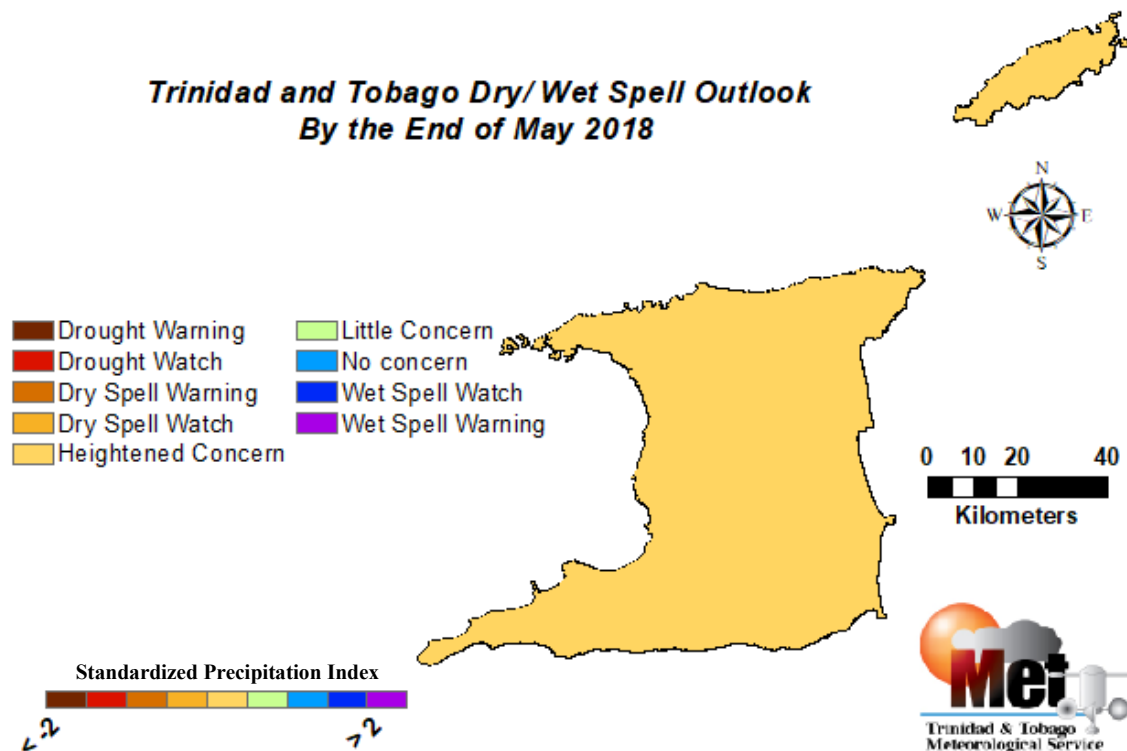 Trinidad and Tobago Dry/ Wet Spell Outlook
By the End of May 2018
N
W E
S
Drought Warning
Drought Watch
Dry Spell Warning
Dry Spell Watch
Heightened Concern
Little Concern
No concern
Wet Spell Watch
Wet Spell Warning
0 10 20 40
Kilometers
Standardized Precipitation Index
< -2 > 2
Met
Trinidad & Tobago
Meteorological Service